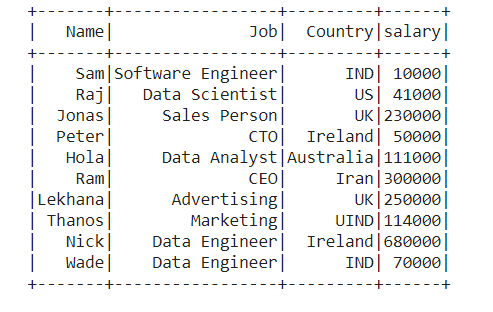 +-------+-----------------+---------+------+
|   Name|              Job|  Country|salary|
+-------+-----------------+---------+------+
|    Sam|Software Engineer|      IND| 10000|
|    Raj|   Data Scientist|       US| 41000|
|  Jonas|     Sales Person|       UK|230000|
|  Peter|              CTO|  Ireland| 50000|
|   Hola|     Data Analyst|Australia|111000|
|    Ram|              CEO|     Iran|300000|
|Lekhana|      Advertising|       UK|250000|
| Thanos|        Marketing|     UIND|114000|
|   Nick|    Data Engineer|  Ireland|680000|
|   Wade|    Data Engineer|      IND| 70000|
+-------+-----------------+---------+------+